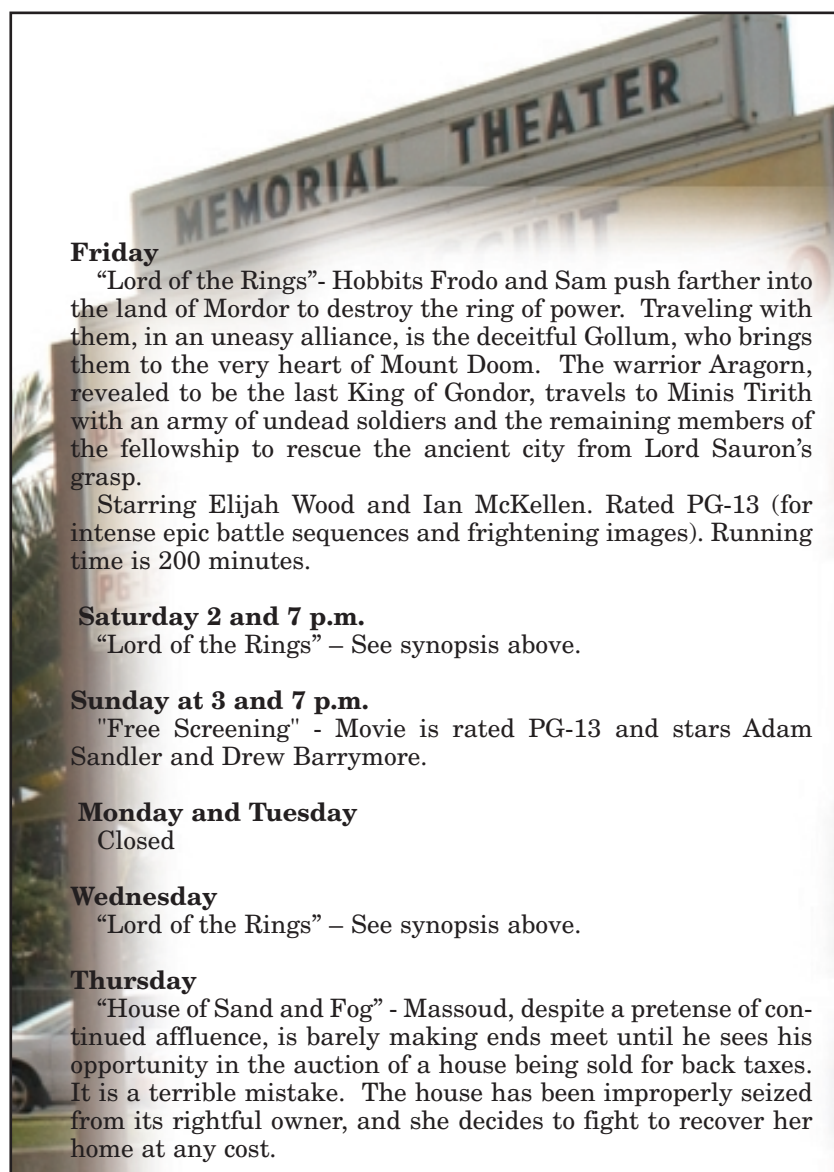 MEMORIAL THEATER
PG
PG-13
Friday
“Lord of the Rings”- Hobbits Frodo and Sam push farther into
the land of Mordor to destroy the ring of power. Traveling with
them, in an uneasy alliance, is the deceitful Gollum, who brings
them to the very heart of Mount Doom. The warrior Aragorn,
revealed to be the last King of Gondor, travels to Minis Tirith
with an army of undead soldiers and the remaining members of
the fellowship to rescue the ancient city from Lord Sauron’s
grasp.
Starring Elijah Wood and Ian McKellen. Rated PG-13 (for
intense epic battle sequences and frightening images). Running
time is 200 minutes.
Saturday 2 and 7 p.m.
“Lord of the Rings” – See synopsis above.
Sunday at 3 and 7 p.m.
"Free Screening" - Movie is rated PG-13 and stars Adam
Sandler and Drew Barrymore.
Monday and Tuesday
Closed
Wednesday
“Lord of the Rings” – See synopsis above.
Thursday
“House of Sand and Fog” - Massoud, despite a pretense of con-
tinued affluence, is barely making ends meet until he sees his
opportunity in the auction of a house being sold for back taxes.
It is a terrible mistake. The house has been improperly seized
from its rightful owner, and she decides to fight to recover her
home at any cost.